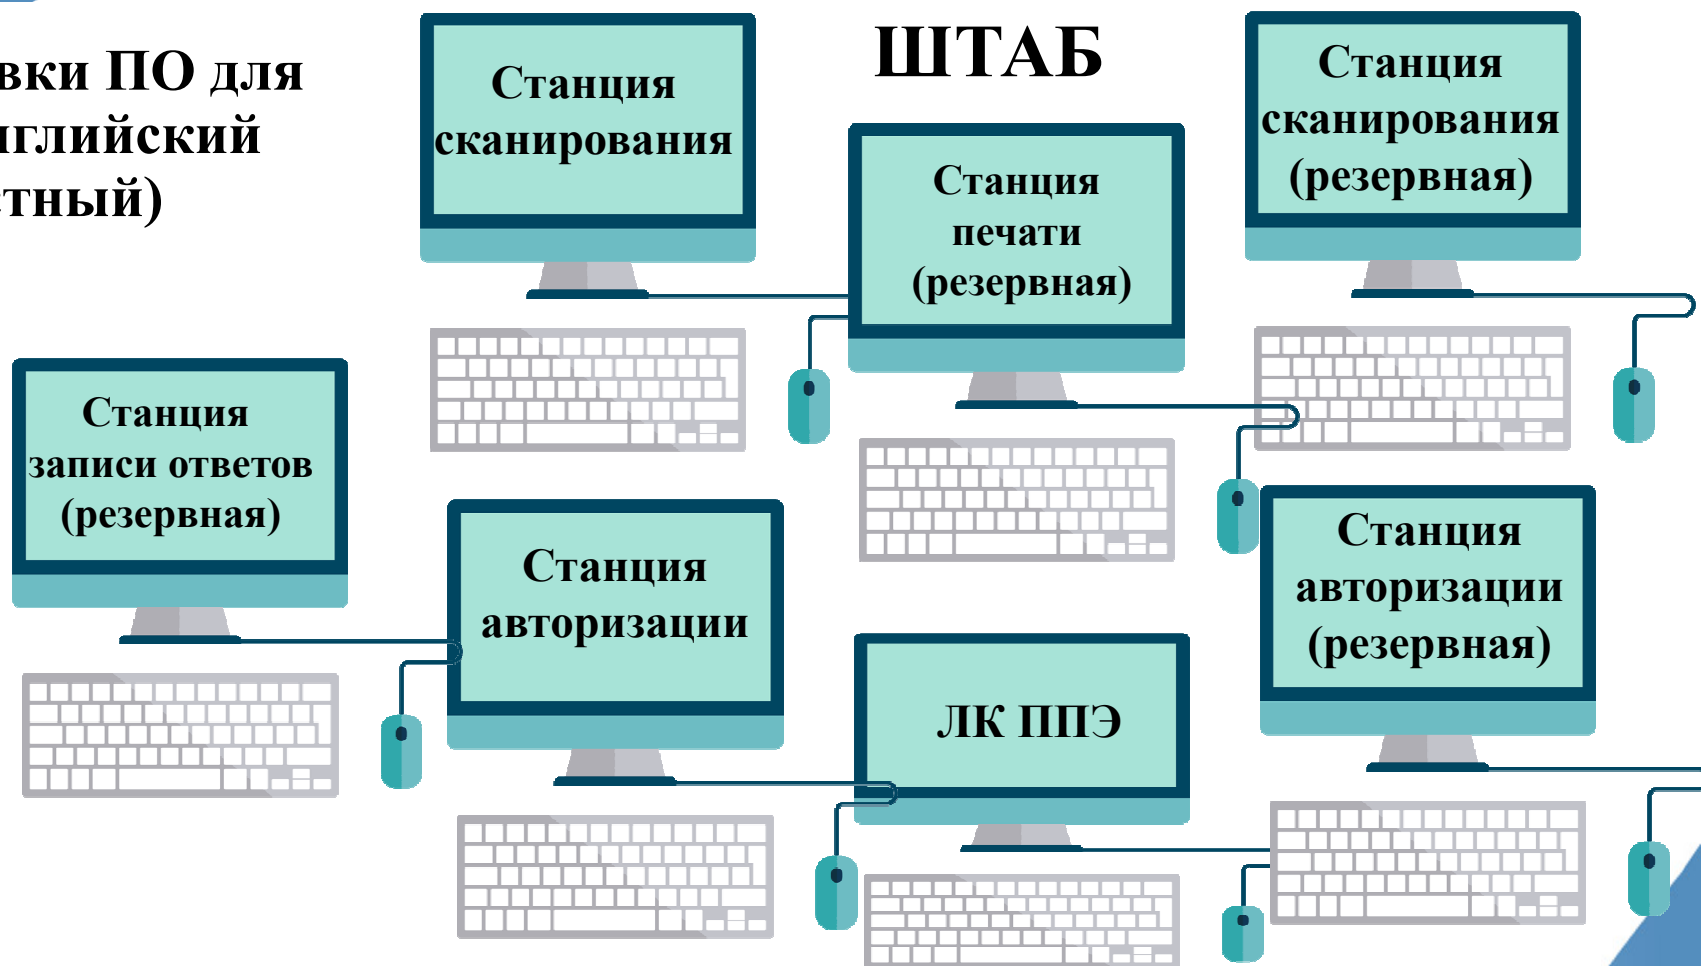 вки ПО для
нглийский
стный)
ШТАБ
Станция
сканирования
Станция
печати
(резервная)
Станция
сканирования
(резервная)
Станция
записи ответов
(резервная)
Станция
авторизации
ЛК ППЭ
Станция
авторизации
(резервная)